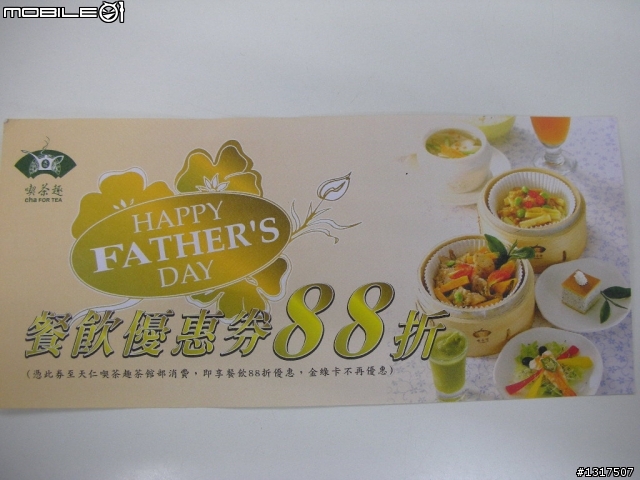 MOBILE01
喫茶趣
cha FOR TEA
HAPPY
FATHER'S
DAY
餐飲優惠券88折
(憑此券至天仁喫茶趣茶館部消費，即享餐飲88折優惠，金綠卡不再優惠)
#1317507